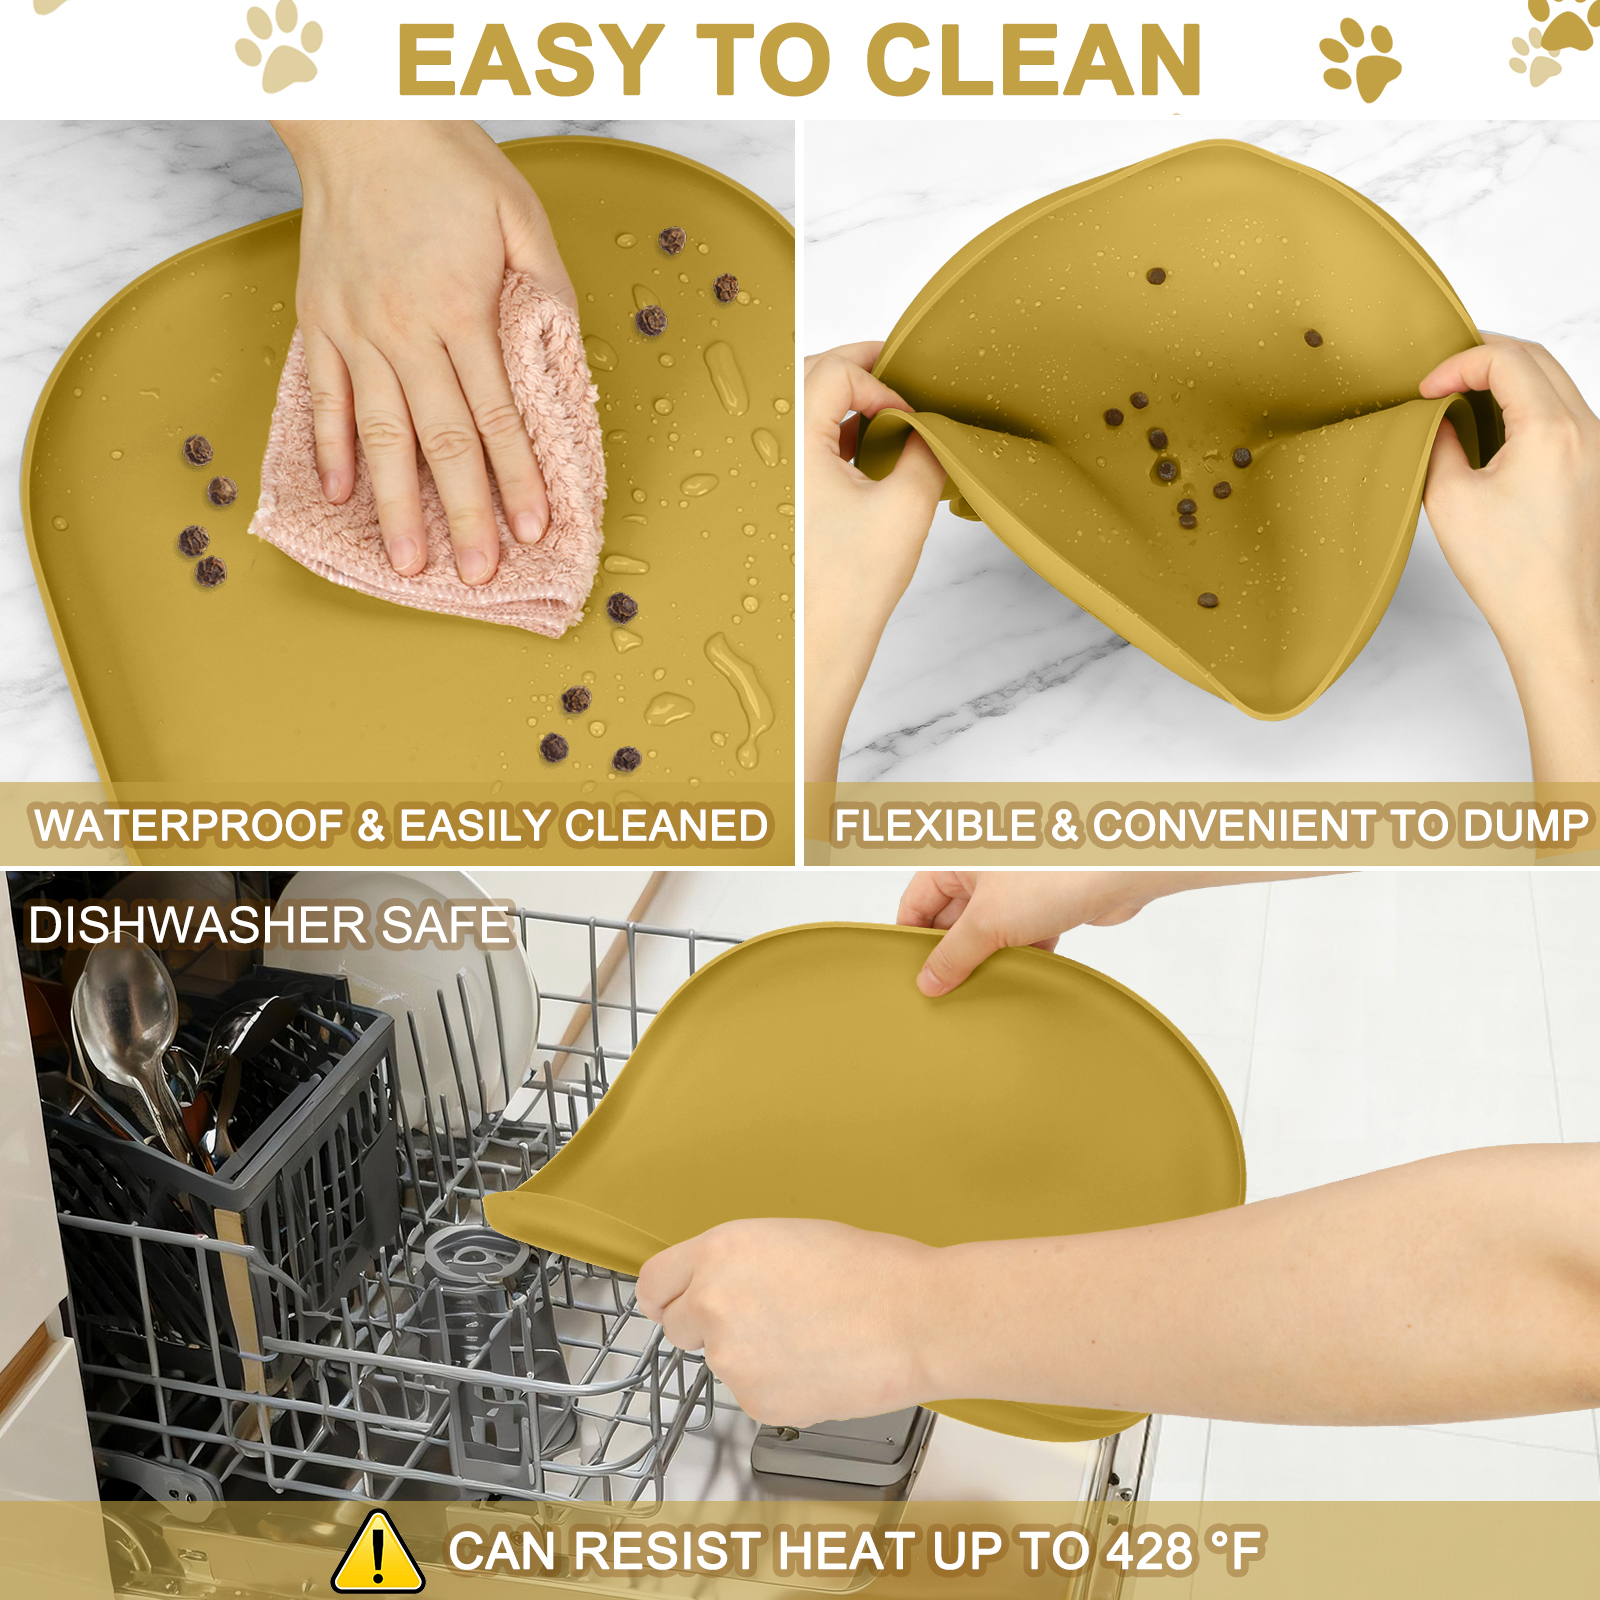 EASY TO CLEAN
WATERPROOF & EASILY CLEANED
FLEXIBLE & CONVENIENT TO DUMP
DISHWASHER SAFE
CAN RESIST HEAT UP TO 428 °F